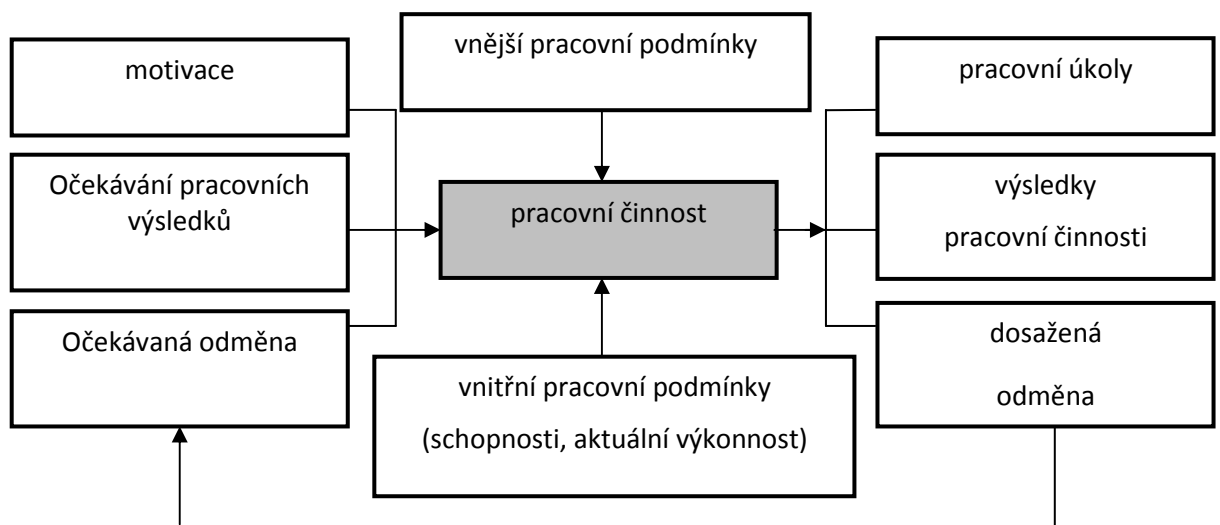 motivace
Očekávání pracovních
výsledků
Očekávaná odměna
vnější pracovní podmínky
pracovní činnost
vnitřní pracovní podmínky
(schopnosti, aktuální výkonnost)
pracovní úkoly
výsledky
pracovní činnosti
dosažená
odměna